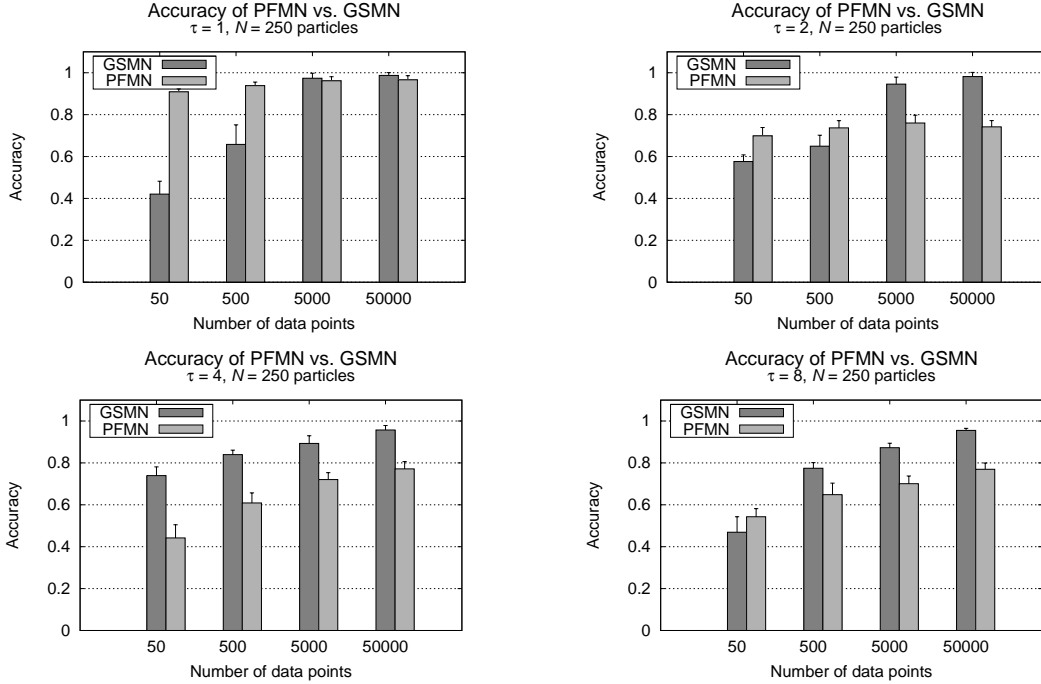 Accuracy of PFMN vs. GSMN
τ = 1, N = 250 particles
1
0.8
0.6
0.4
0.2
0
Accuracy
GSMN
PFMN
50 500 5000 50000
Number of data points
Accuracy of PFMN vs. GSMN
τ = 2, N = 250 particles
1
0.8
0.6
0.4
0.2
0
Accuracy
GSMN
PFMN
50 500 5000 50000
Number of data points
Accuracy of PFMN vs. GSMN
τ = 4, N = 250 particles
1
0.8
0.6
0.4
0.2
0
Accuracy
GSMN
PFMN
50 500 5000 50000
Number of data points
Accuracy of PFMN vs. GSMN
τ = 8, N = 250 particles
1
0.8
0.6
0.4
0.2
0
Accuracy
GSMN
PFMN
50 500 5000 50000
Number of data points